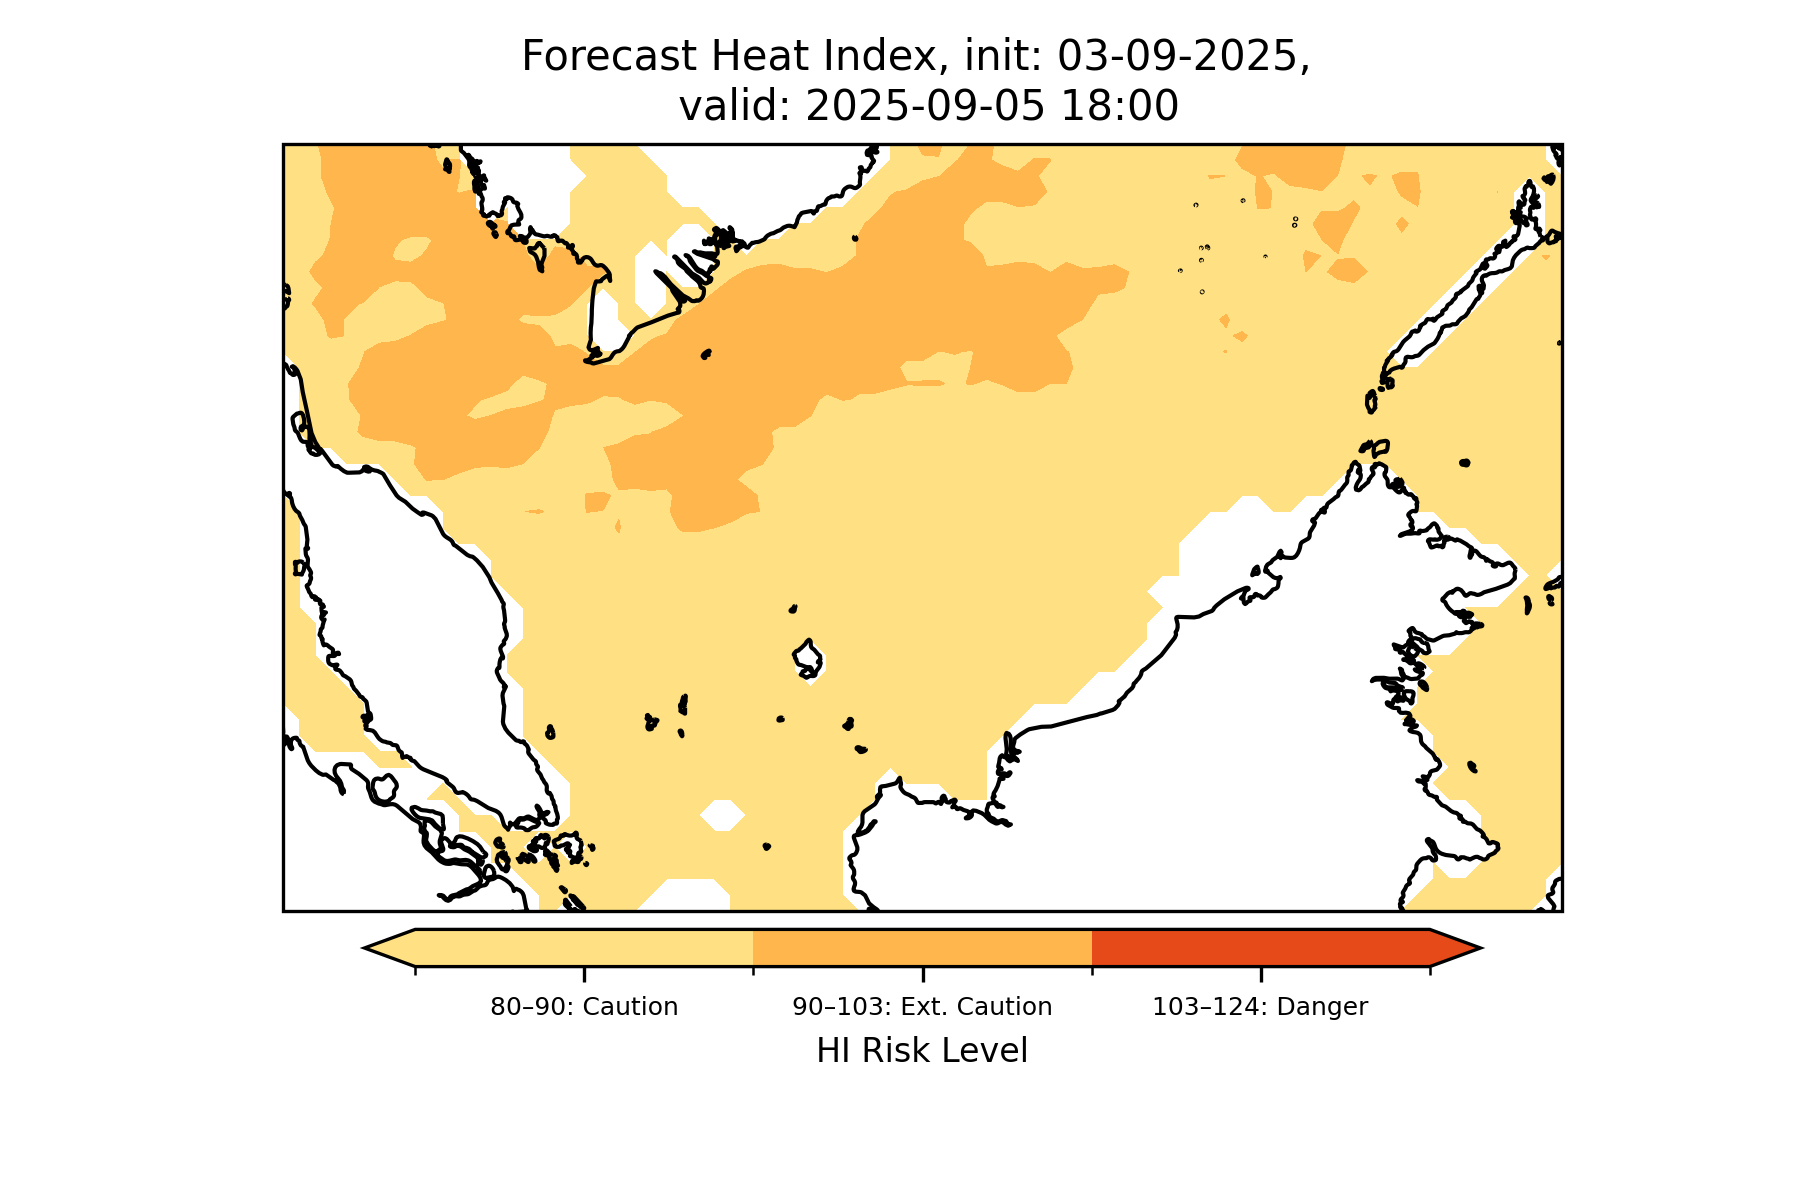 Forecast Heat Index, init: 03-09-2025,
valid: 2025-09-05 18:00
80–90: Caution
90–103: Ext. Caution
103–124: Danger
HI Risk Level